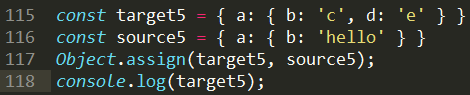 115 const target5 = { a: { b: 'c', d: 'e' } }
116 const source5 = { a: { b: 'hello' } }
117 Object.assign(target5, source5);
118 console.log(target5);